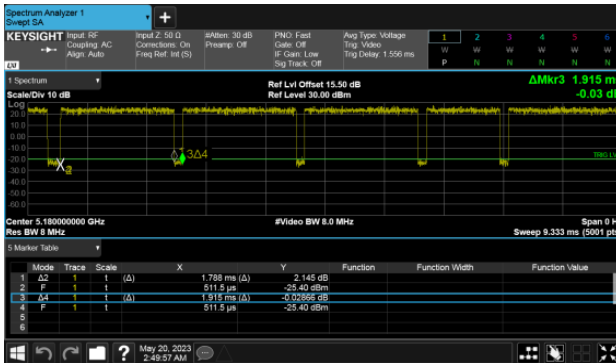 Spectrum Analyzer 1
Swept SA
KEYSIGHT Input: RF Input Z: 50 Ω #Atten: 30 dB PNO: Fast Avg Type: Voltage 1 2 3 4 5 6
Coupling: AC Corrections: On Preamp: Off Gate: Off Trig: Video W W W W W W
Align: Auto Freq Ref: Int (S) IF Gain: Low Trig Delay: 1.556 ms P N N N N N
Sig Track: Off
LXI
1 Spectrum Ref Lvl Offset 15.50 dB ΔMkr3 1.915 ms
Scale/Div 10 dB Ref Level 30.00 dBm -0.03 dB
Log
20.0
10.0
0.00
-10.0
-20.0 3Δ4 TRIG LV
-30.0
-40.0
-50.0
-60.0
Center 5.180000000 GHz #Video BW 8.0 MHz Span 0 H
Res BW 8 MHz Sweep 9.333 ms (5001 pts
5 Marker Table
Mode Trace Scale X Y Function Function Width Function Value
1 Δ2 1 t (Δ) 1.788 ms (Δ) 2.145 dB
2 F 1 t 511.5 µs -25.40 dBm
3 Δ4 1 t (Δ) 1.915 ms (Δ) -0.02866 dB
4 F 1 t 511.5 µs -25.40 dBm
5
6
? May 20, 2023
2:49:57 AM